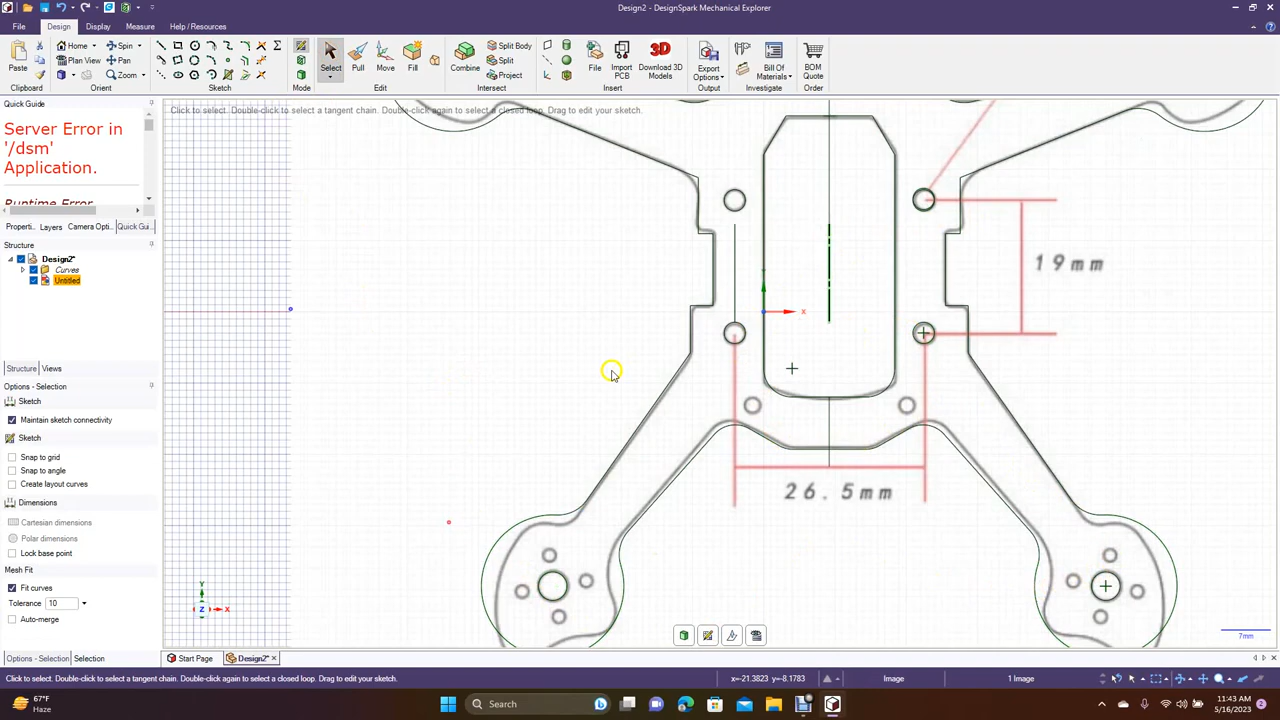 Design2* - DesignSpark Mechanical Explorer
File Design Display Measure Help / Resources
Home Spin Split Body
Plan View Pan Split
Zoom Project
Paste Select Pull Move Fill Combine File Import PCB Download 3D Models Export Options Bill Of Materials BOM Quote
Clipboard Orient Sketch Mode Edit Intersect Insert Output Investigate Order
Quick Guide
Click to select. Double-click to select a tangent chain. Double-click again to select a closed loop. Drag to edit your sketch.
Server Error in
'/dsm'
Application.
Runtime Error
Properti... Layers Camera Opti... Quick Gui...
Structure
Design2*
Curves
Untitled
Structure Views
Options - Selection
Sketch
Maintain sketch connectivity
Sketch
Snap to grid
Snap to angle
Create layout curves
Dimensions
Cartesian dimensions
Polar dimensions
Lock base point
Mesh Fit
Fit curves
Tolerance 10
Auto-merge
X
19mm
26.5mm
Y
Z X
7mm
Options - Selection Selection
Start Page Design2*
Click to select. Double-click to select a tangent chain. Double-click again to select a closed loop. Drag to edit your sketch.
x=-21.3823 y=-8.1783 Image 1 Image
67°F
Haze
Search
11:43 AM
5/16/2023